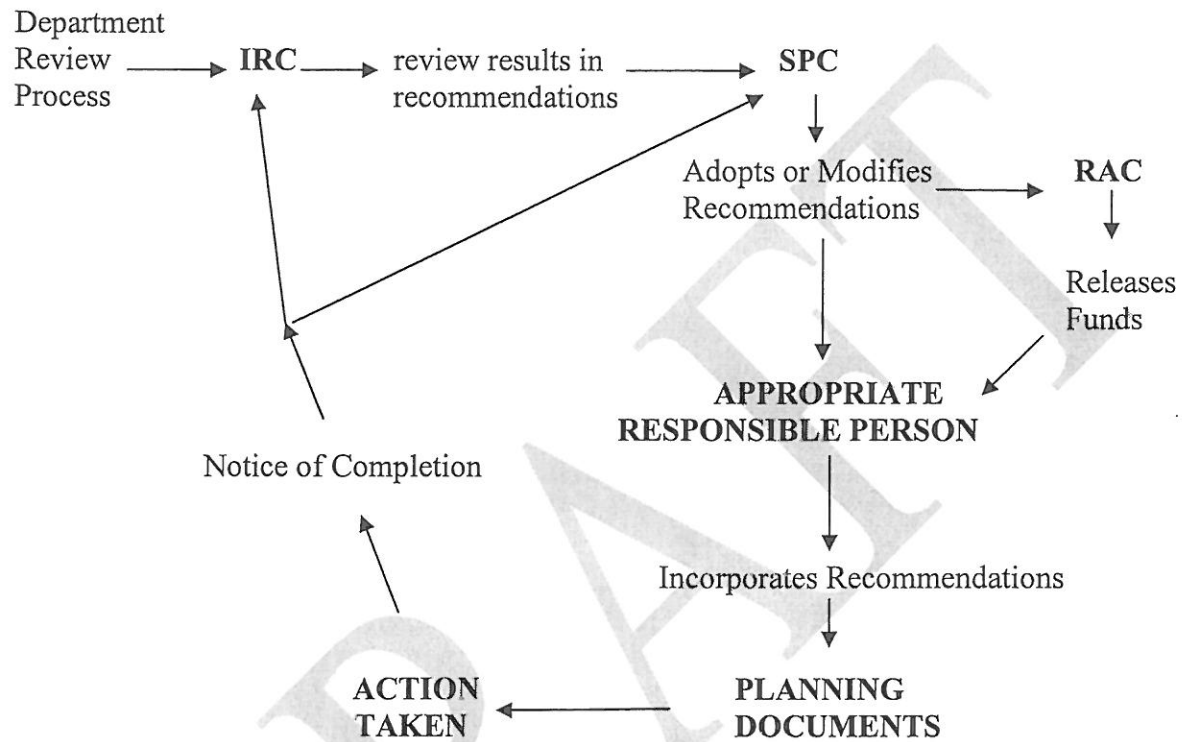 Department
Review
Process
IRC
review results in
recommendations
SPC
Adopts or Modifies
Recommendations
RAC
Releases
Funds
APPROPRIATE
RESPONSIBLE PERSON
Notice of Completion
Incorporates Recommendations
ACTION
TAKEN
PLANNING
DOCUMENTS
DRAFT